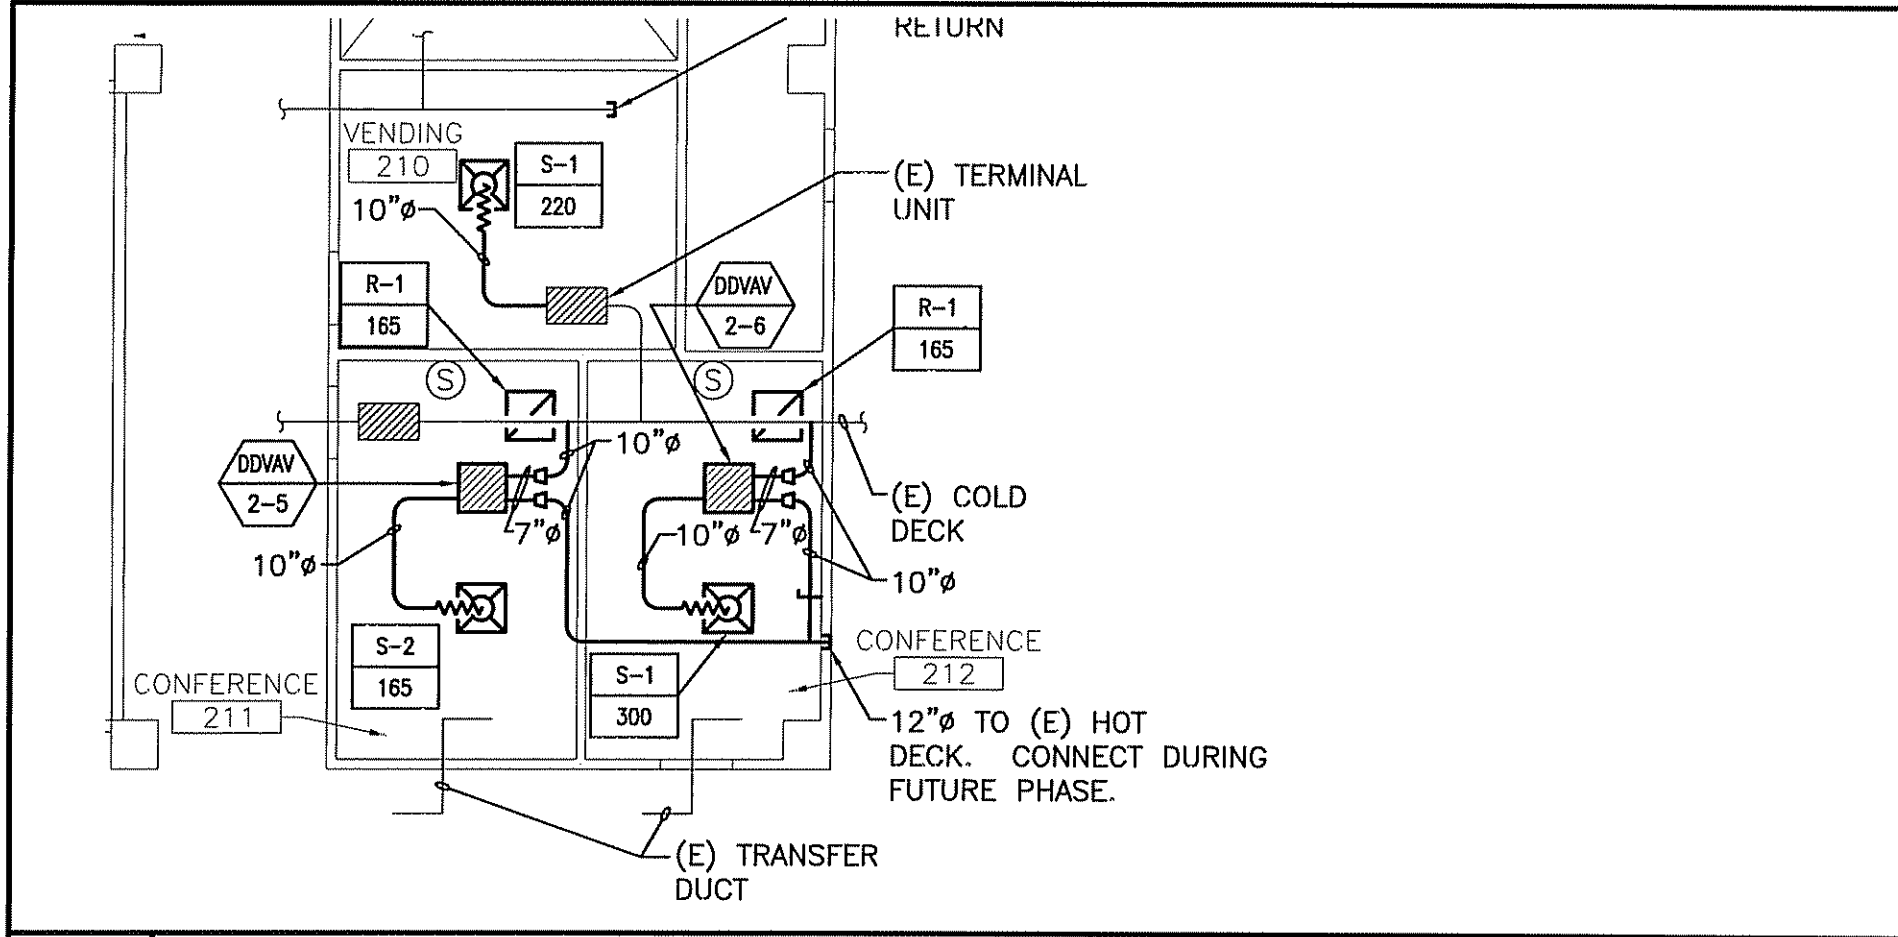 RETURN
VENDING
210
S-1
220
10"ø
(E) TERMINAL
UNIT
R-1
165
DDVAV
2-6
R-1
165
S
S
10"ø
DDVAV
2-5
7"ø
10"ø
7"ø
(E) COLD
DECK
10"ø
10"ø
S-2
165
S-1
300
CONFERENCE
212
CONFERENCE
211
12"ø TO (E) HOT
DECK. CONNECT DURING
FUTURE PHASE.
(E) TRANSFER
DUCT